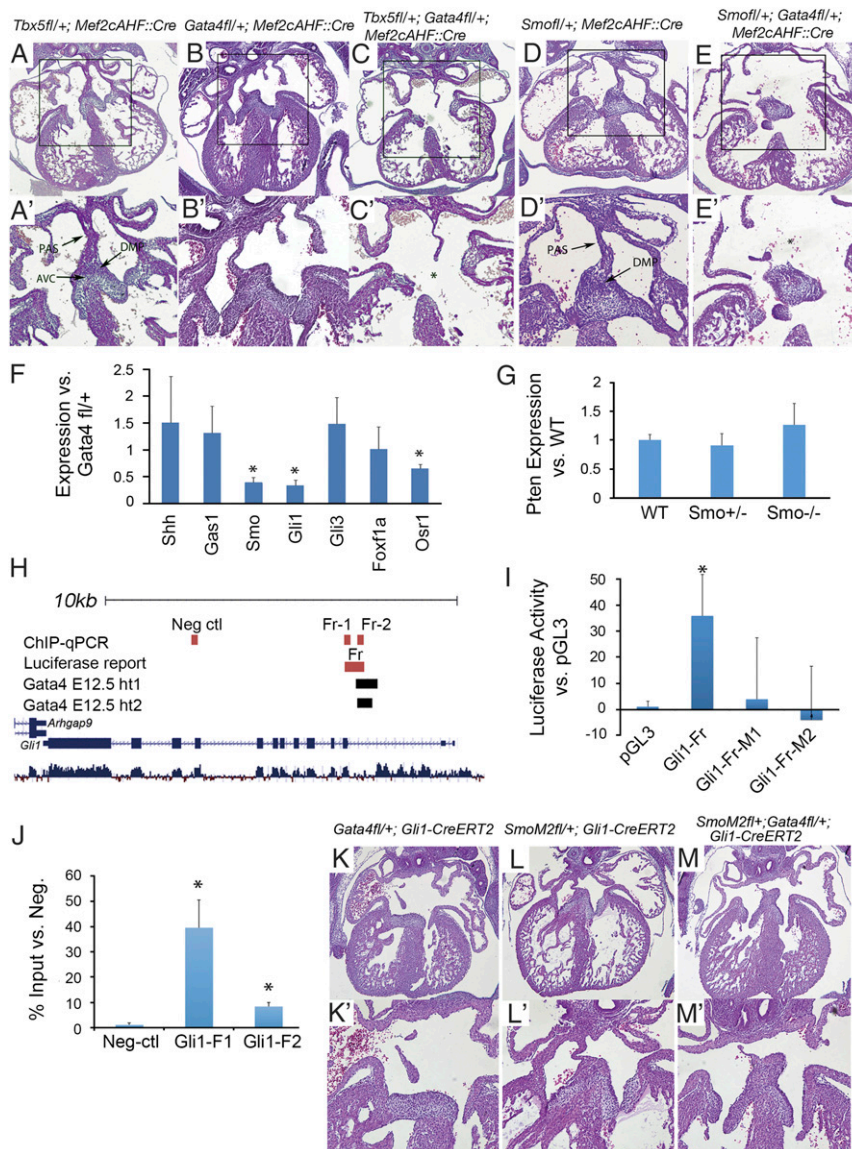 Tbx5fl/+; Mef2cAHF::Cre
Gata4fl/+; Mef2cAHF::Cre
Tbx5fl/+; Gata4fl/+;
Mef2cAHF::Cre
Smofl/+; Mef2cAHF::Cre
Smofl/+; Gata4fl/+;
Mef2cAHF::Cre
A
B
C
D
E
A'
PAS
DMP
AVC
B'
C'
*
D'
PAS
DMP
E'
*
F
Expression vs.
Gata4 fl/+
2.5
2
1.5
1
0.5
0
*
*
*
Shh
Gas1
Smo
Gli1
Gli3
Foxf1a
Osr1
G
Pten Expression
vs. WT
2
1.5
1
0.5
0
WT
Smo+/-
Smo-/-
H
10kb
Neg ctl
Fr-1
Fr-2
ChIP-qPCR
Fr
Luciferase report
Gata4 E12.5 ht1
Gata4 E12.5 ht2
Arhgap9
Gli1
I
Luciferase Activity
vs. pGL3
50
40
30
20
10
0
-10
*
pGL3
Gli1-Fr
Gli1-Fr-M1
Gli1-Fr-M2
J
% Input vs. Neg.
60
50
40
30
20
10
0
*
*
Neg-ctl
Gli1-F1
Gli1-F2
Gata4fl/+; Gli1-CreERT2
SmoM2fl/+; Gli1-CreERT2
SmoM2fl+;Gata4fl/+;
Gli1-CreERT2
K
L
M
K'
L'
M'